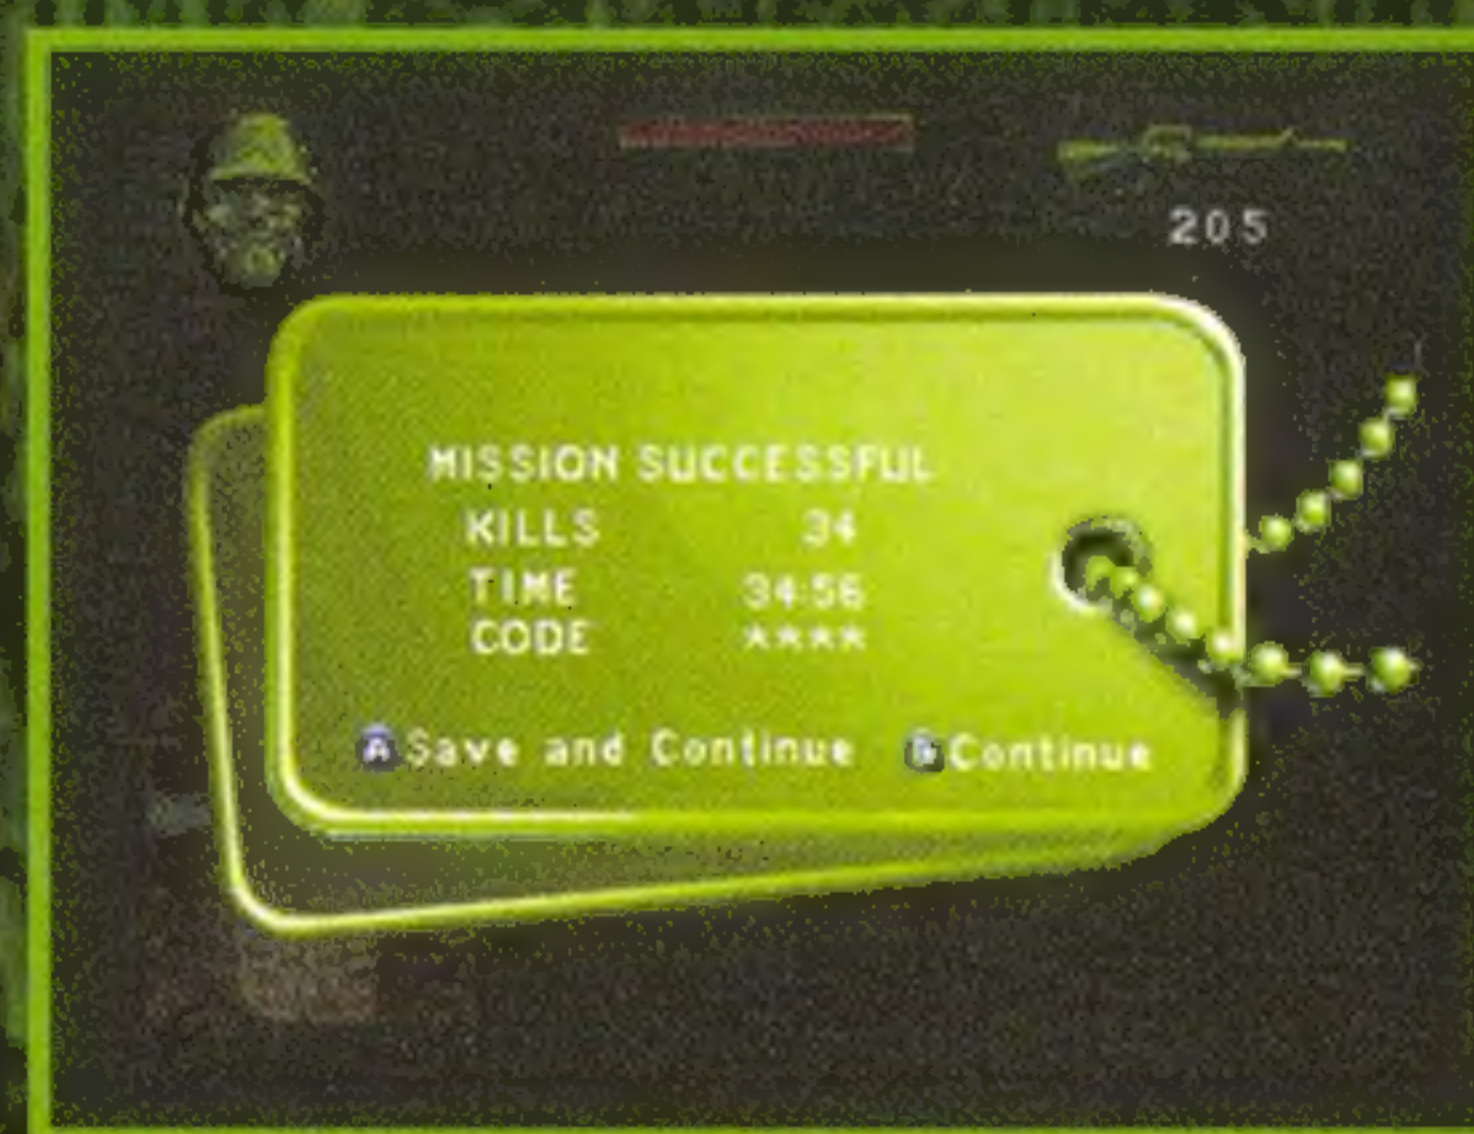 205
MISSION SUCCESSFUL
KILLS 34
TIME 34:56
CODE ****
A Save and Continue B Continue